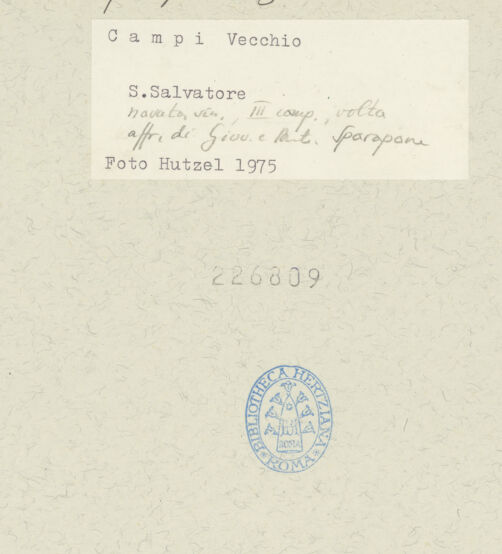 Campi Vecchio
S.Salvatore
navata sin., III comp., volta
affr. di Giov. e Ant. Sparapane
Foto Hutzel 1975
226809
BIBLIOTHECA HERTZIANA
ROMA